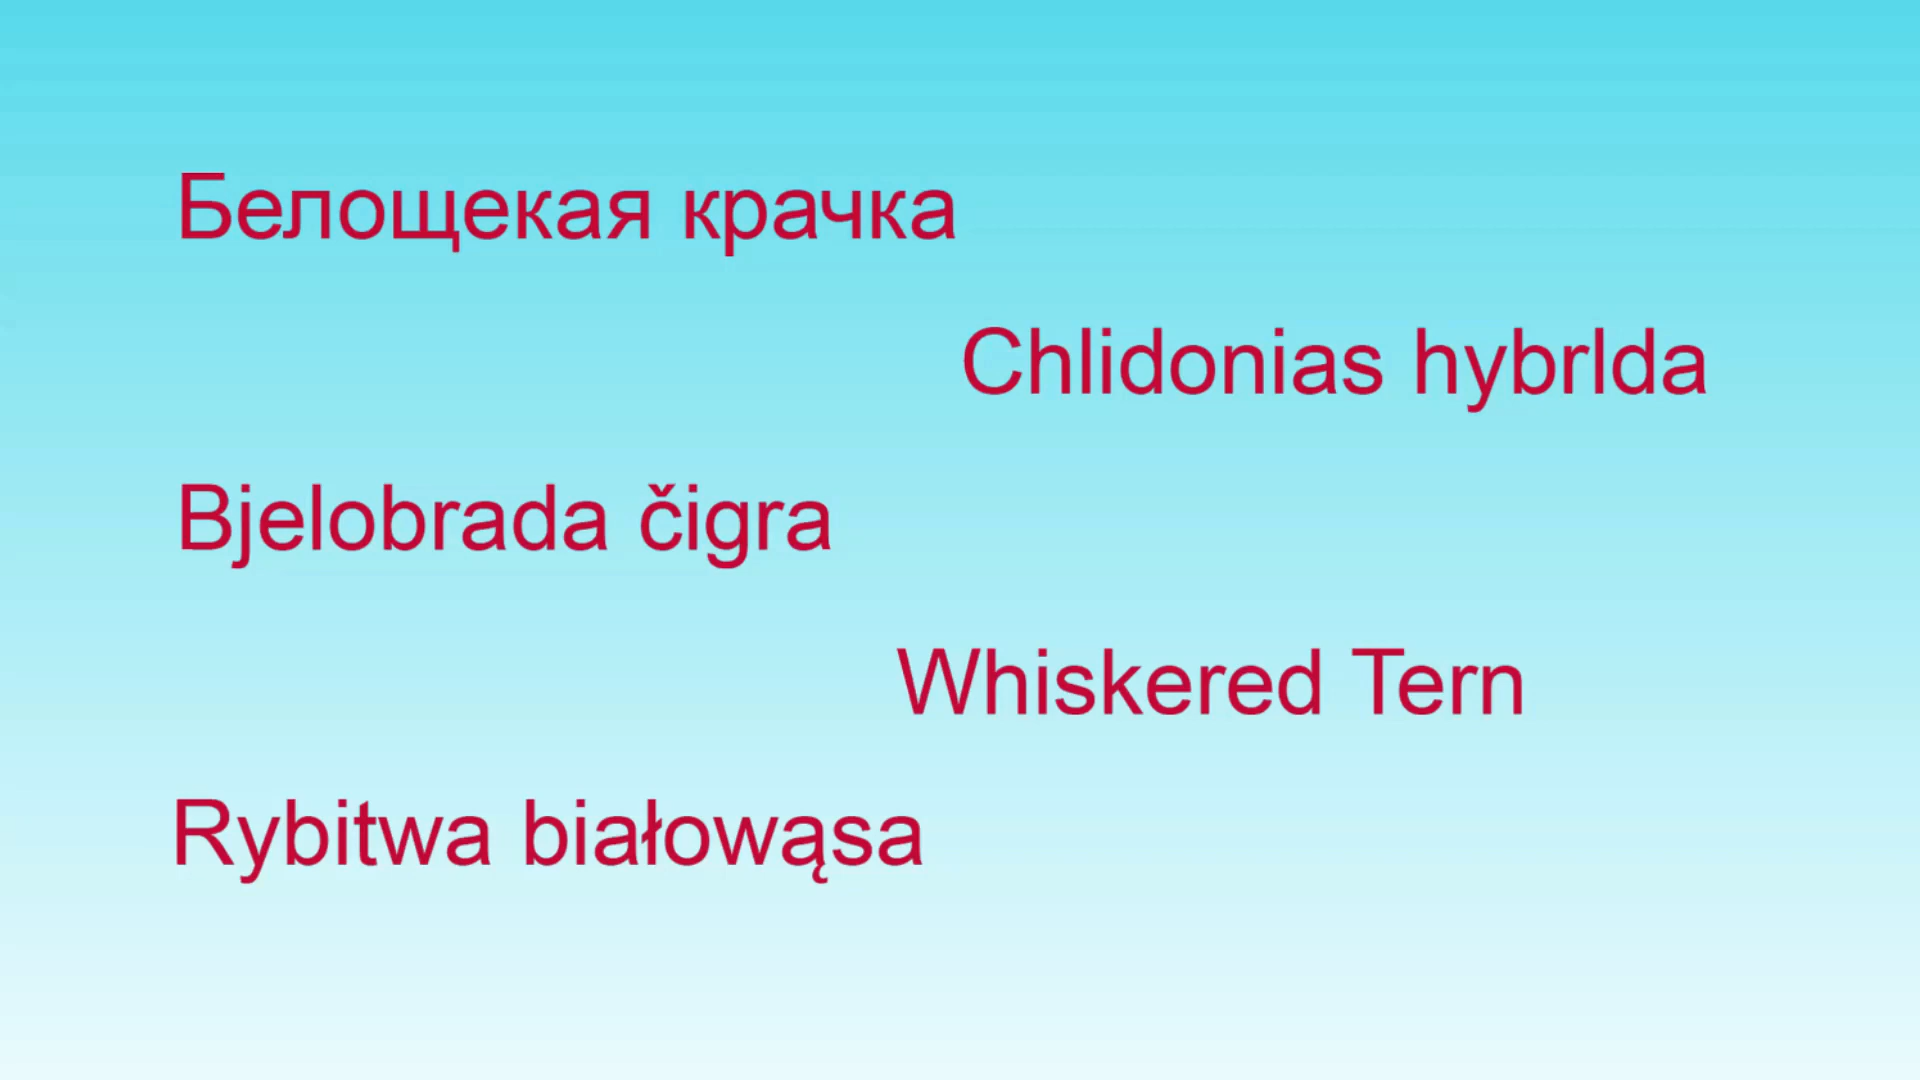 Белощекая крачка
Chlidonias hybrlda
Bjelobrada čigra
Whiskered Tern
Rybitwa białowąsa